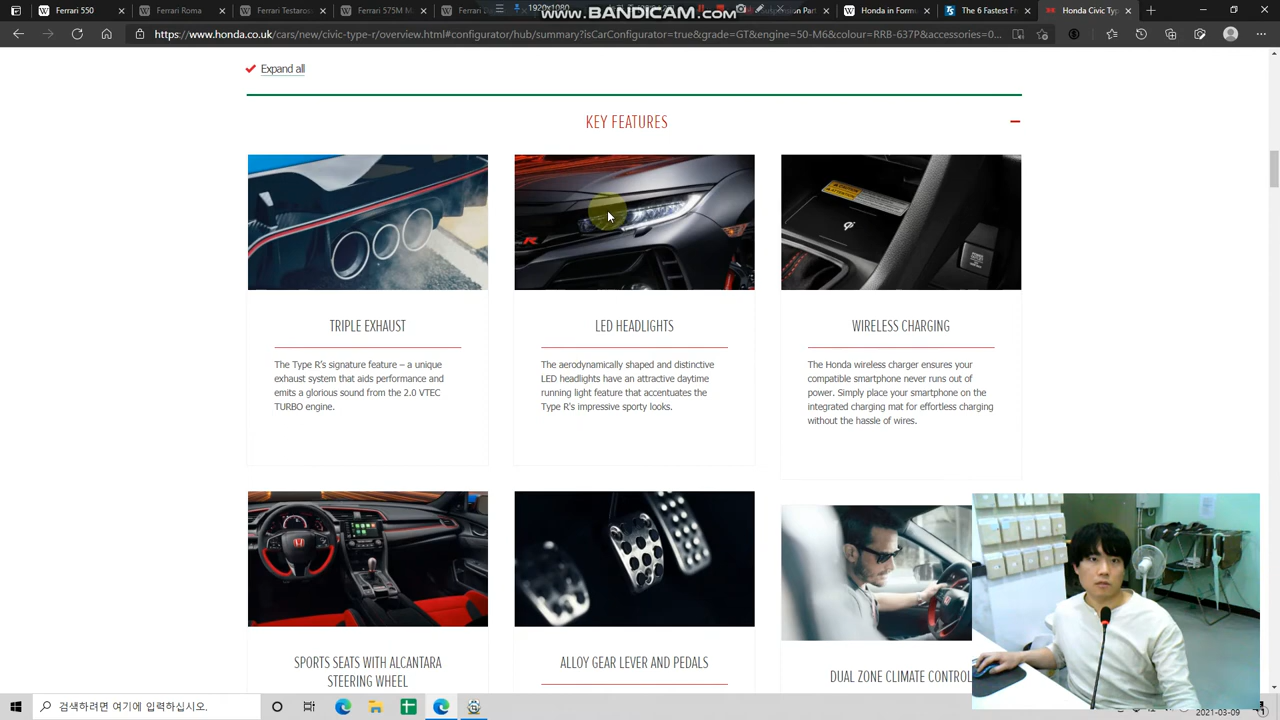 Ferrari 550
Ferrari Roma
Ferrari 575M M
Honda in Form
The 6 Fastest F
Honda Civic Ty
1920x1080
www.BANDICAM.com
https://www.honda.co.uk/cars/new/civic-type-r/overview.html#configurator/hub/summary?actpud=&grade=GT&engine=50-M6&colour=RRB-637P&accessories=0...
Expand all
KEY FEATURES
TRIPLE EXHAUST
The Type R's signature feature – a unique
exhaust system that aids performance and
emits a glorious sound from the 2.0 VTEC
TURBO engine.
LED HEADLIGHTS
The aerodynamically shaped and distinctive
LED headlights have an attractive daytime
running light feature that accentuates the
Type R's impressive sporty looks.
WIRELESS CHARGING
The Honda wireless charger ensures your
compatible smartphone never runs out of
power. Simply place your smartphone on the
integrated charging mat for effortless charging
without the hassle of wires.
SPORTS SEATS WITH ALCANTARA
STEERING WHEEL
ALLOY GEAR LEVER AND PEDALS
DUAL ZONE CLIMATE CONTROL
검색하려면 여기에 입력하십시오.
2021-03-09